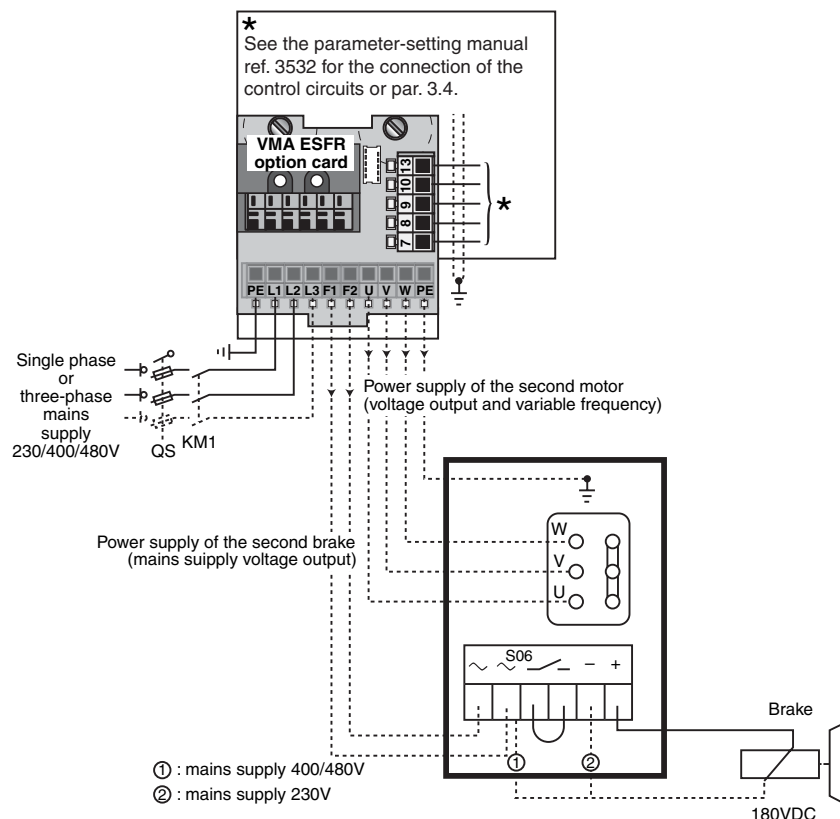 *
See the parameter-setting manual
ref. 3532 for the connection of the
control circuits or par. 3.4.
VMA ESFR
option card
13
10
9
8
7
*
PE L1 L2 L3 F1 F2 U V W PE
Single phase
or
three-phase
mains
supply
230/400/480V
QS
KM1
Power supply of the second motor
(voltage output and variable frequency)
Power supply of the second brake
(mains suipply voltage output)
W
V
U
S06
− +
Brake
① : mains supply 400/480V
② : mains supply 230V
①
②
180VDC